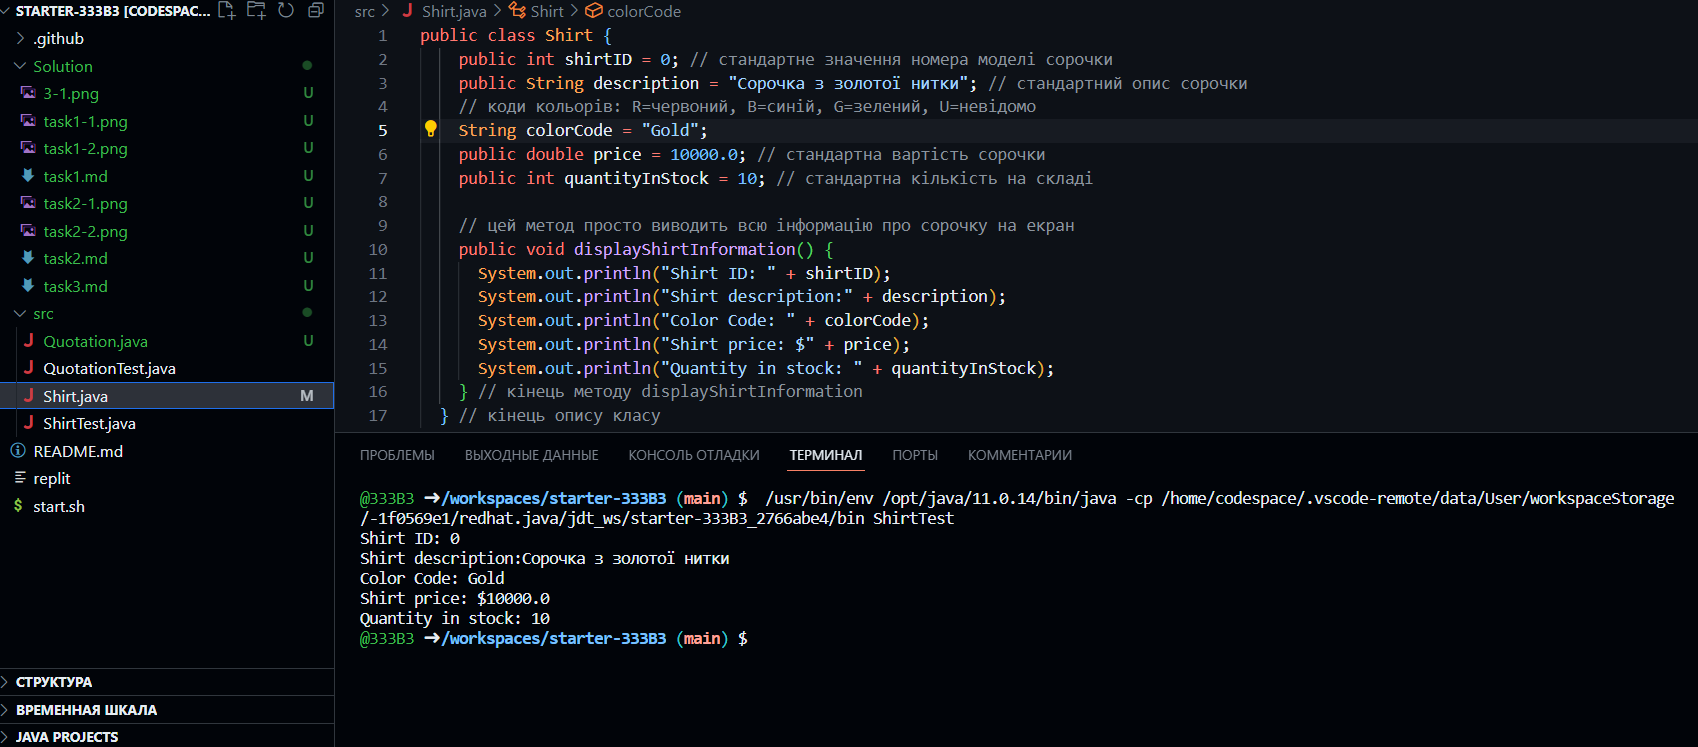 STARTER-333B3 [CODESPAC...
.github
Solution
3-1.png U
task1-1.png U
task1-2.png U
task1.md U
task2-1.png U
task2-2.png U
task2.md U
task3.md U
src
J Quotation.java U
J QuotationTest.java
J Shirt.java M
J ShirtTest.java
README.md
replit
$ start.sh
СТРУКТУРА
ВРЕМЕННАЯ ШКАЛА
JAVA PROJECTS
src > J Shirt.java > Shirt > colorCode
1 public class Shirt {
2 public int shirtID = 0; // стандартне значення номера моделі сорочки
3 public String description = "Сорочка з золотої нитки"; // стандартний опис сорочки
4 // коди кольорів: R=червоний, B=синій, G=зелений, U=невідомо
5 String colorCode = "Gold";
6 public double price = 10000.0; // стандартна вартість сорочки
7 public int quantityInStock = 10; // стандартна кількість на складі
8
9 // цей метод просто виводить всю інформацію про сорочку на екран
10 public void displayShirtInformation() {
11 System.out.println("Shirt ID: " + shirtID);
12 System.out.println("Shirt description:" + description);
13 System.out.println("Color Code: " + colorCode);
14 System.out.println("Shirt price: $" + price);
15 System.out.println("Quantity in stock: " + quantityInStock);
16 } // кінець методу displayShirtInformation
17 } // кінець опису класу
ПРОБЛЕМЫ ВЫХОДНЫЕ ДАННЫЕ КОНСОЛЬ ОТЛАДКИ ТЕРМИНАЛ ПОРТЫ КОММЕНТАРИИ
@333B3 ➜/workspaces/starter-333B3 (main) $ /usr/bin/env /opt/java/11.0.14/bin/java -cp /home/codespace/.vscode-remote/data/User/workspaceStorage
/-1f0569e1/redhat.java/jdt_ws/starter-333B3_2766abe4/bin ShirtTest
Shirt ID: 0
Shirt description:Сорочка з золотої нитки
Color Code: Gold
Shirt price: $10000.0
Quantity in stock: 10
@333B3 ➜/workspaces/starter-333B3 (main) $